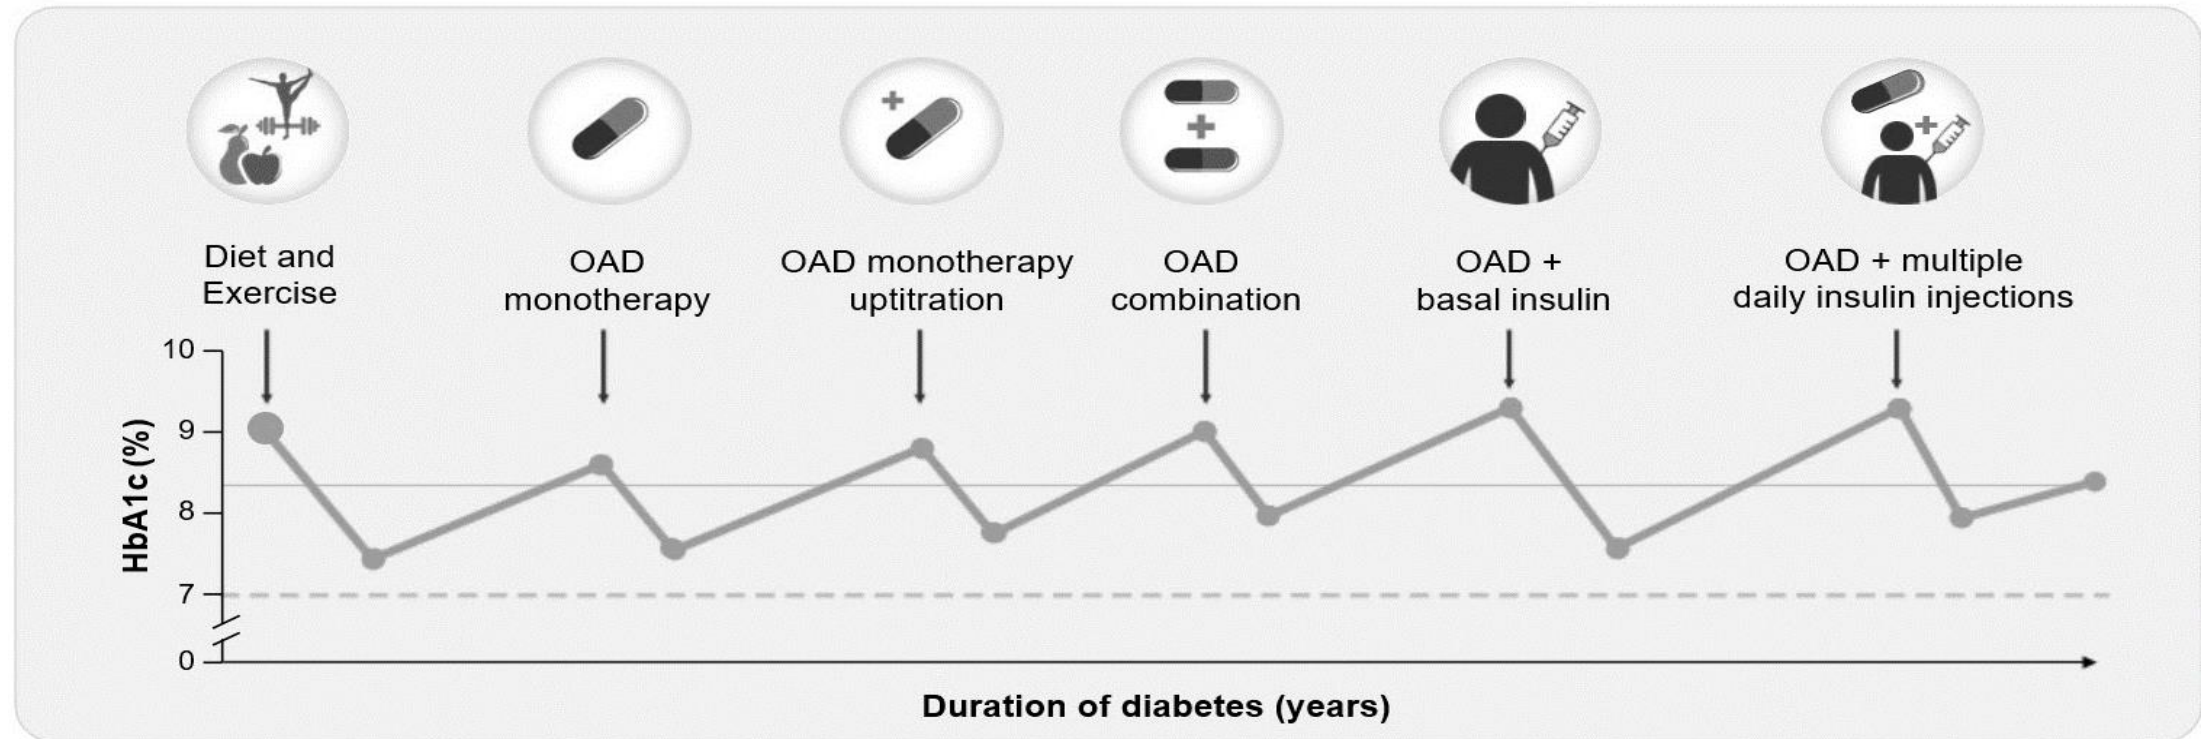 Diet and
Exercise
OAD
monotherapy
OAD monotherapy
uptitration
OAD
combination
OAD +
basal insulin
OAD + multiple
daily insulin injections
10
9
8
7
0
HbA1c (%)
Duration of diabetes (years)